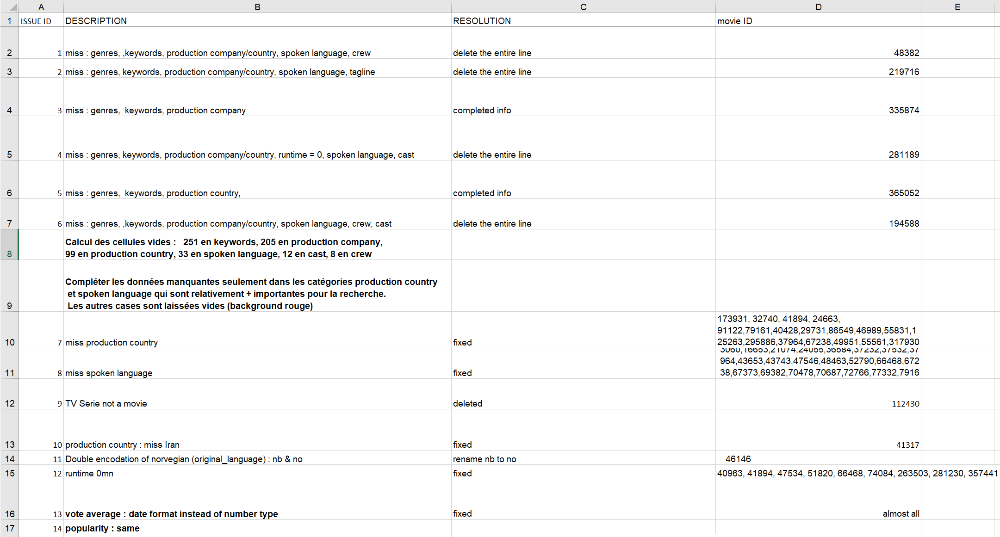 A B C D E
1 ISSUE ID DESCRIPTION RESOLUTION movie ID
2 1 miss : genres, ,keywords, production company/country, spoken language, crew delete the entire line 48382
3 2 miss : genres, keywords, production company/country, spoken language, tagline delete the entire line 219716
4 3 miss : genres,  keywords, production company completed info 335874
5 4 miss : genres, keywords, production company/country, runtime = 0, spoken language, cast delete the entire line 281189
6 5 miss : genres,  keywords, production country, completed info 365052
7 6 miss : genres, ,keywords, production company/country, spoken language, crew, cast delete the entire line 194588
Calcul des cellules vides :   251 en keywords, 205 en production company,
8 99 en production country, 33 en spoken language, 12 en cast, 8 en crew
Compléter les données manquantes seulement dans les catégories production country
et spoken language qui sont relativement + importantes pour la recherche.
9 Les autres cases sont laissées vides (background rouge)
173931, 32740, 41894, 24663,
91122,79161,40428,29731,86549,46989,55831,1
10 7 miss production country fixed 25263,295886,37964,67238,49951,55561,317930
3060,16653,21074,24055,36584,37232,37532,37
964,43653,43743,47546,48463,52790,66468,672
11 8 miss spoken language fixed 38,67373,69382,70478,70687,72766,77332,7916
12 9 TV Serie not a movie deleted 112430
13 10 production country : miss Iran fixed 41317
14 11 Double encodation of norvegian (original_language) : nb & no rename nb to no 46146
15 12 runtime 0mn fixed 40963, 41894, 47534, 51820, 66468, 74084, 263503, 281230, 357441
16 13 vote average : date format instead of number type fixed almost all
17 14 popularity : same